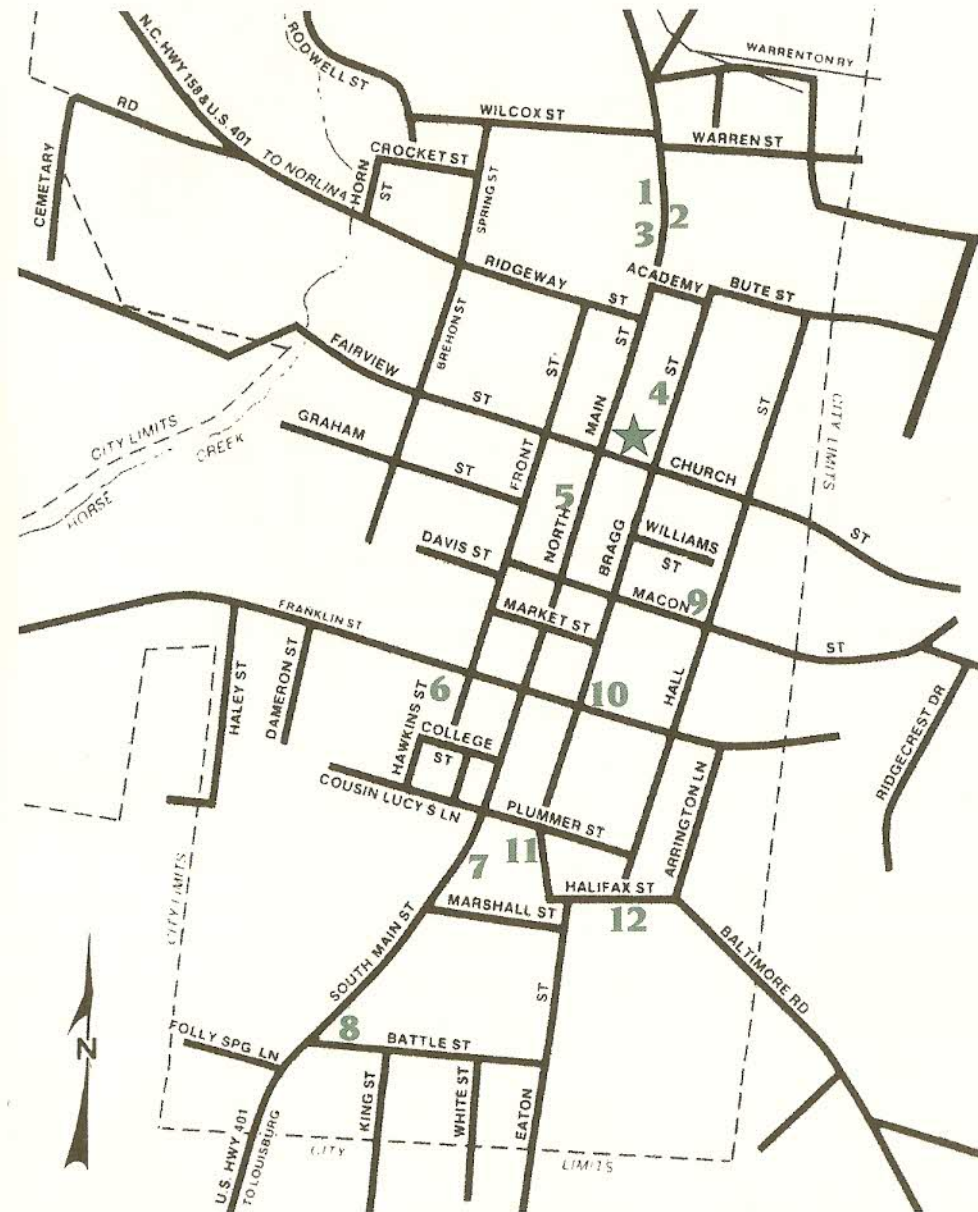 N.C. HWY 158 & U.S. 401
TO NORLINA
RODWELL ST
WARRENTON RY
WILCOX ST
WARREN ST
RD
CEMETARY
CROCKET ST
HORN
ST
SPRING ST
1
2
3
RIDGEWAY
ST
ACADEMY
BUTE ST
BREHON ST
FAIRVIEW
ST
ST.
MAIN
ST
4
ST
ST
CITY LIMITS
CITY LIMITS
CREEK
HORSE
GRAHAM
ST
FRONT
CHURCH
ST
5
NORTH
BRAGG
WILLIAMS
ST
DAVIS ST
MACON
9
ST
MARKET ST
FRANKLIN ST
HALEY ST
DAMERON ST
6
10
HALL
HAWKINS ST
COLLEGE
ST
RIDGECREST DR
ARRINGTON LN
COUSIN LUCY S LN
PLUMMER ST
7
11
HALIFAX ST
MARSHALL ST
12
CITY LIMITS
SOUTH MAIN ST
BALTIMORE RD
ST
N
FOLLY SPG LN
8
BATTLE ST
KING ST
WHITE ST
EATON
U.S. HWY 401
TO LOUISBURG
CITY
LIMITS